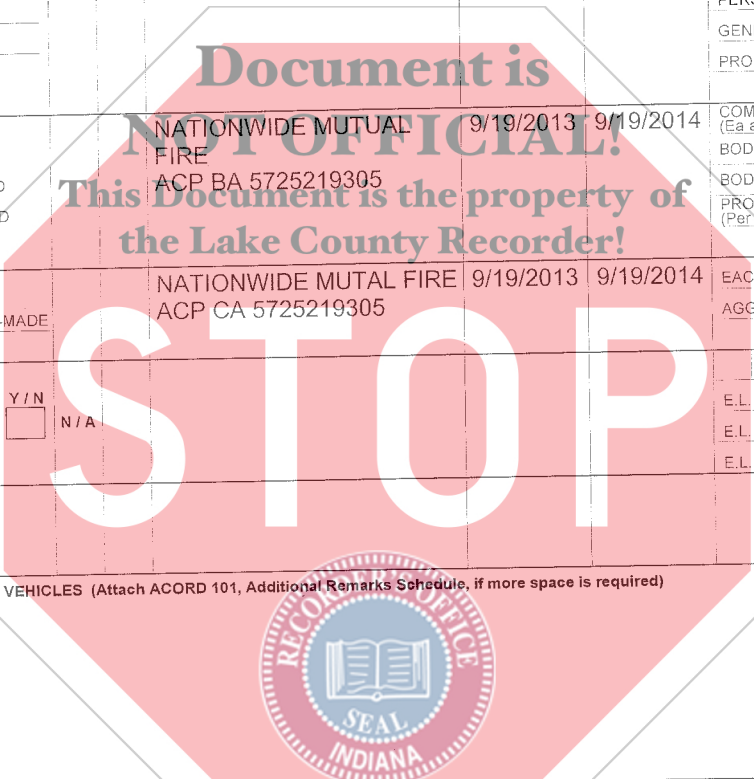 GEN
PRO
Document is
NATIONWIDE MUTUAL 9/19/2013 9/19/2014 COM
FIRE (Ea a
NOT OFFICIAL!
BOD
ACP BA 5725219305 BOD
D
This Document is the property of
D PRO
(Per
the Lake County Recorder!
NATIONWIDE MUTAL FIRE 9/19/2013 9/19/2014 EAC
ACP CA 5725219305 AGG
-MADE
STOP
Y / N
N / A
E.L.
E.L.
E.L.
VEHICLES (Attach ACORD 101, Additional Remarks Schedule, if more space is required)
RECORDER'S OFFICE
SEAL
INDIANA